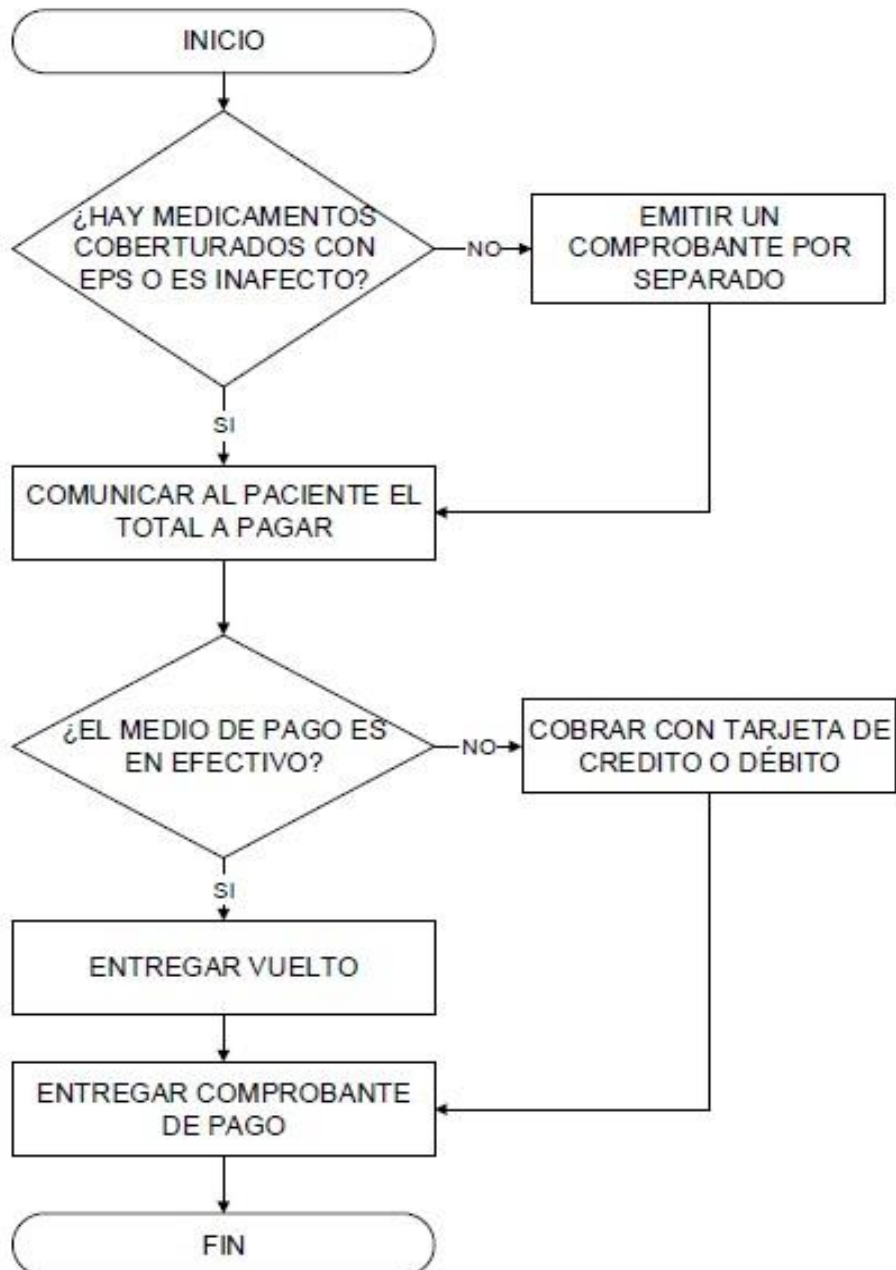 INICIO
¿HAY MEDICAMENTOS
COBERTURADOS CON
EPS O ES INAFECTO?
NO
EMITIR UN
COMPROBANTE POR
SEPARADO
SI
COMUNICAR AL PACIENTE EL
TOTAL A PAGAR
¿EL MEDIO DE PAGO ES
EN EFECTIVO?
NO
COBRAR CON TARJETA DE
CREDITO O DÉBITO
SI
ENTREGAR VUELTO
ENTREGAR COMPROBANTE
DE PAGO
FIN